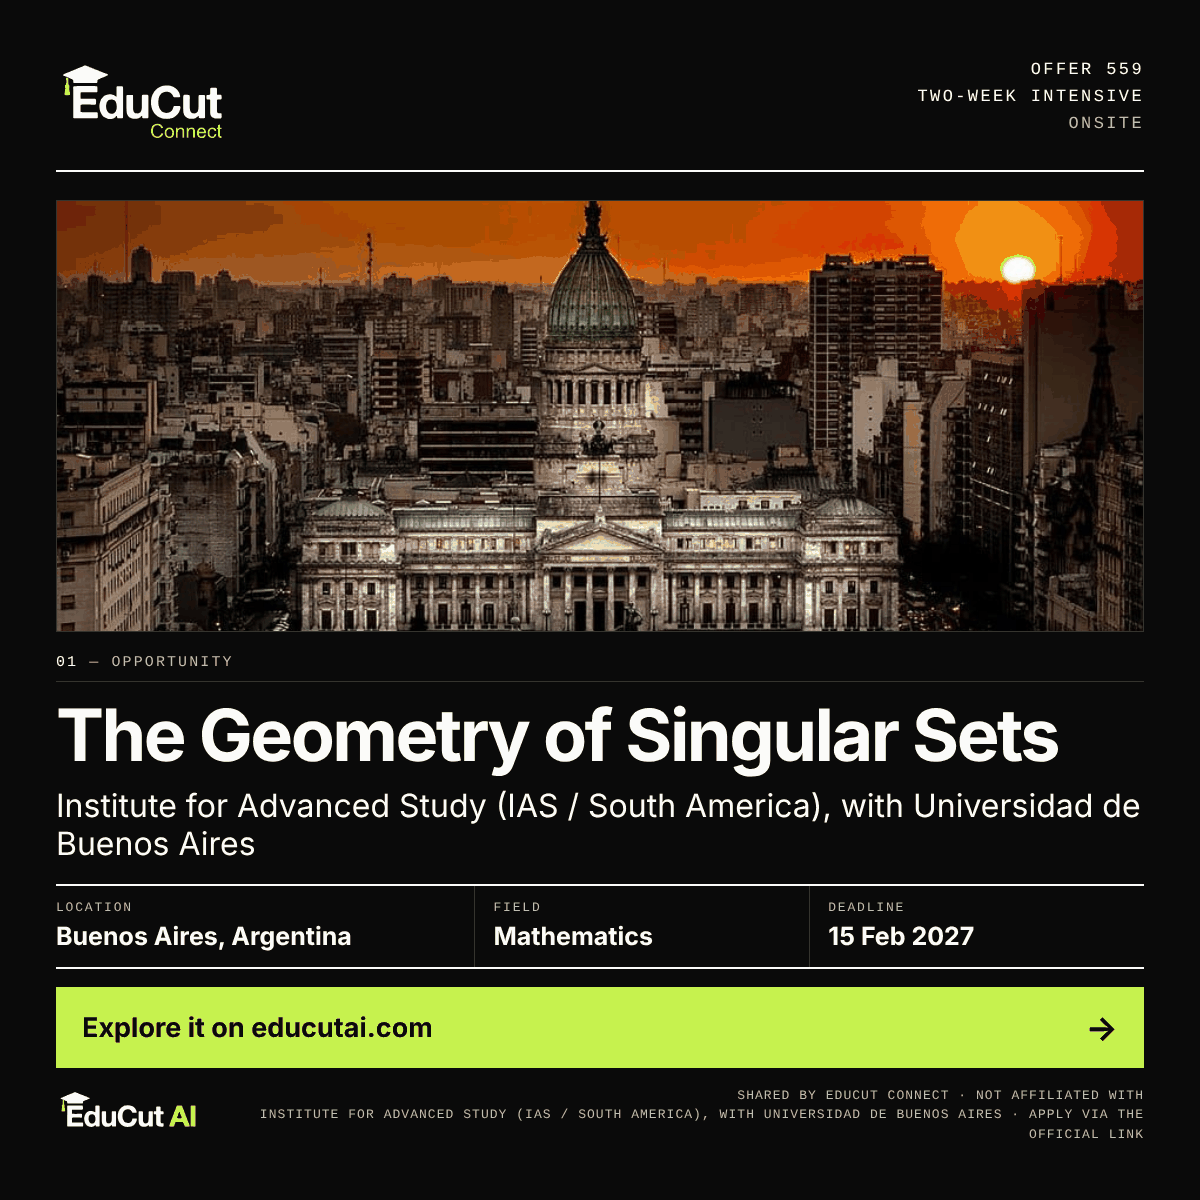 EduCut
Connect
OFFER 559
TWO-WEEK INTENSIVE
ONSITE
01 — OPPORTUNITY
The Geometry of Singular Sets
Institute for Advanced Study (IAS / South America), with Universidad de
Buenos Aires
LOCATION
Buenos Aires, Argentina
FIELD
Mathematics
DEADLINE
15 Feb 2027
Explore it on educutai.com →
EduCut AI
SHARED BY EDUCUT CONNECT · NOT AFFILIATED WITH
INSTITUTE FOR ADVANCED STUDY (IAS / SOUTH AMERICA), WITH UNIVERSIDAD DE BUENOS AIRES · APPLY VIA THE
OFFICIAL LINK